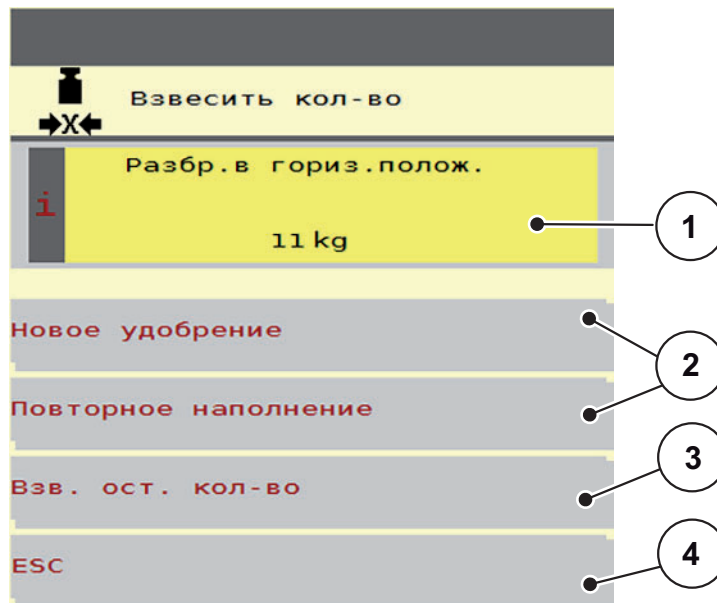 Взвесить кол-во
X
Разбр.в гориз.полож.
i
11 kg
1
Новое удобрение
2
Повторное наполнение
Взв. ост. кол-во
3
ESC
4